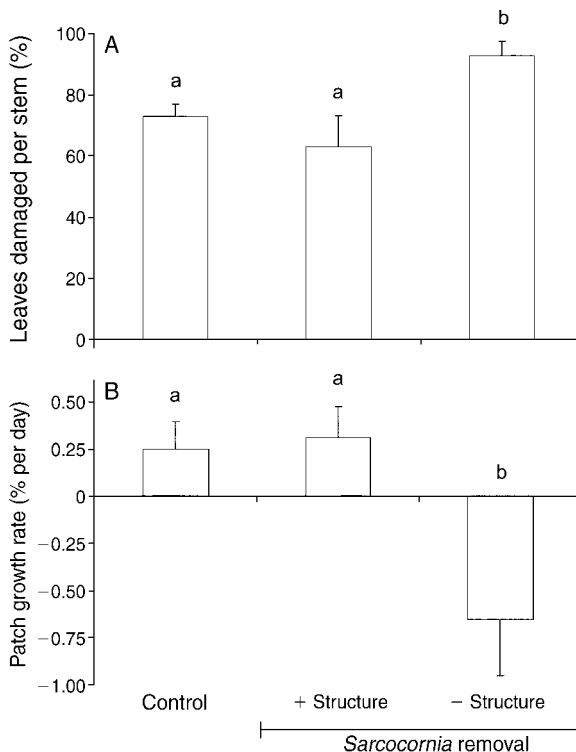 A
Leaves damaged per stem (%)
100
80
60
40
20
0
a
a
b
B
Patch growth rate (% per day)
0.50
0.25
0
−0.25
−0.50
−0.75
−1.00
a
a
b
Control
+ Structure
− Structure
Sarcocornia removal